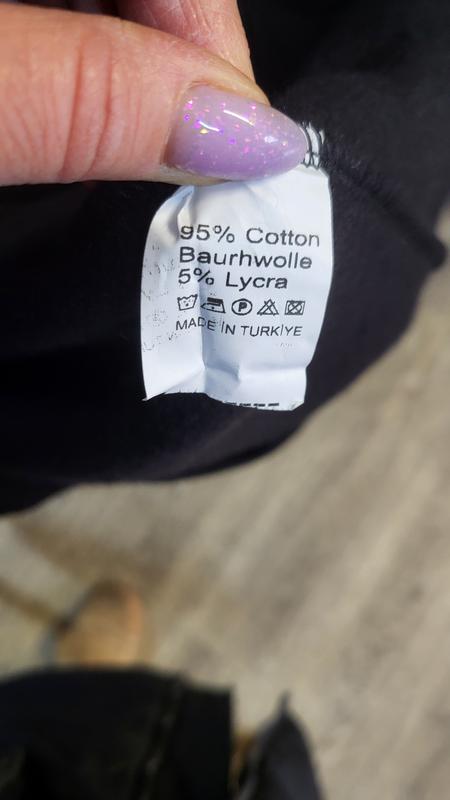 95% Cotton
Baurhwolle
5% Lycra
P
MADE IN TURKIYE